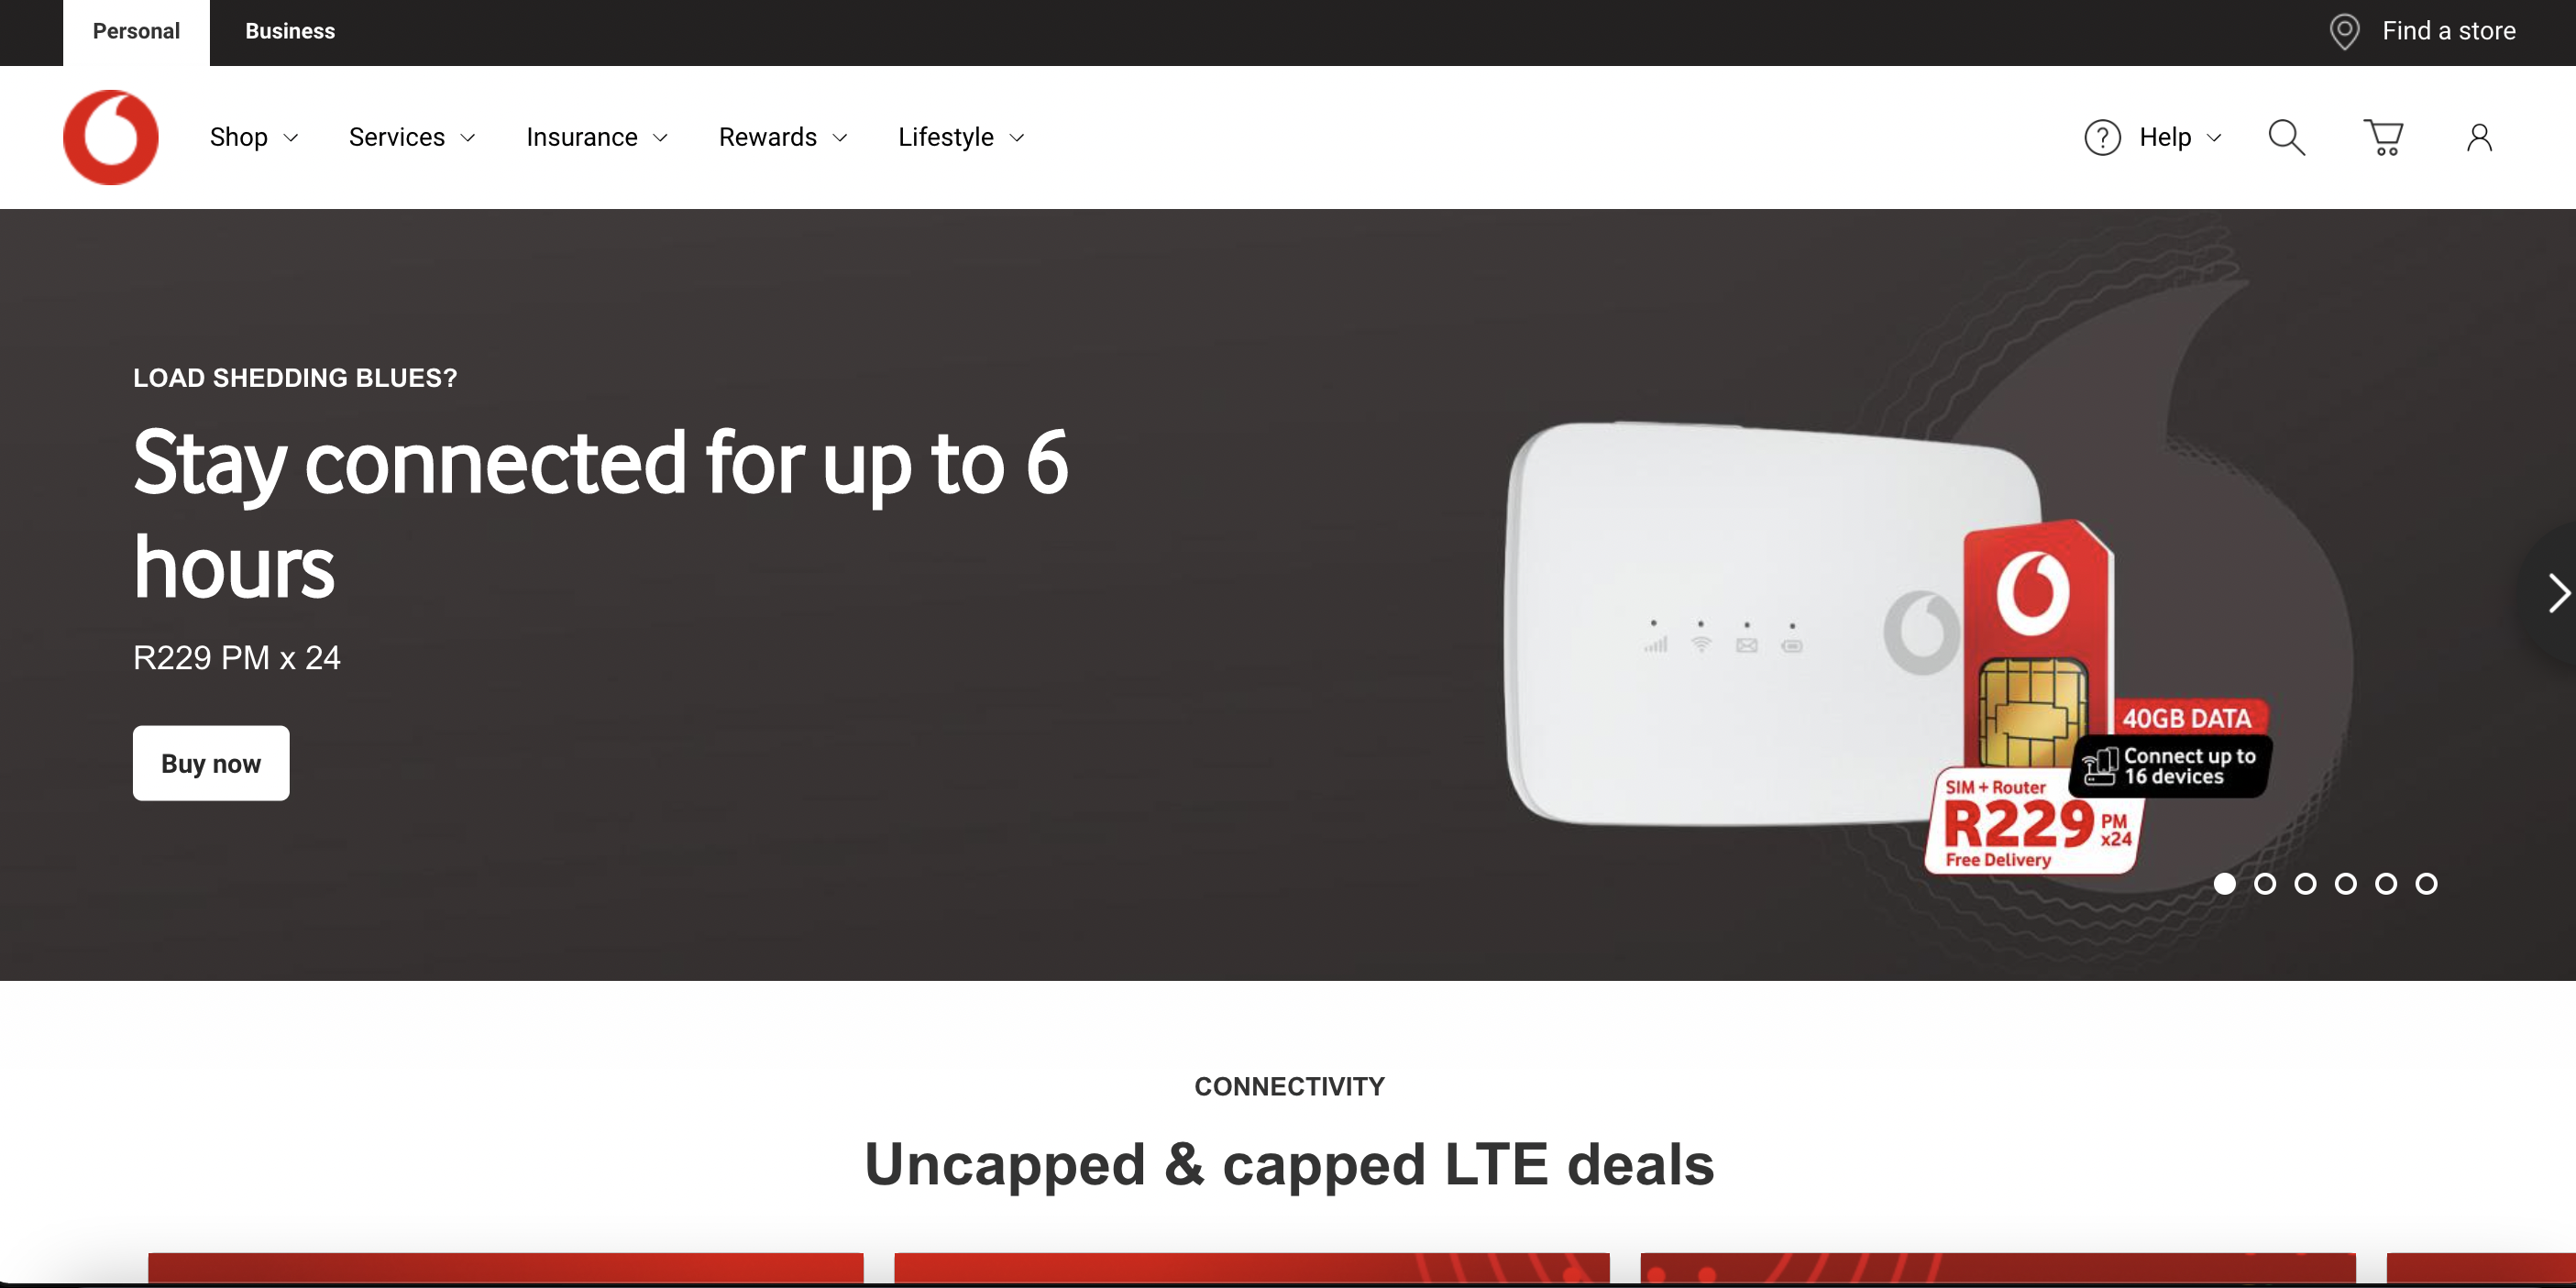 Personal
Business
Find a store
Shop
Services
Insurance
Rewards
Lifestyle
Help
LOAD SHEDDING BLUES?
Stay connected for up to 6
hours
R229 PM x 24
Buy now
40GB DATA
Connect up to
16 devices
SIM + Router
R229 PM
x24
Free Delivery
CONNECTIVITY
Uncapped & capped LTE deals